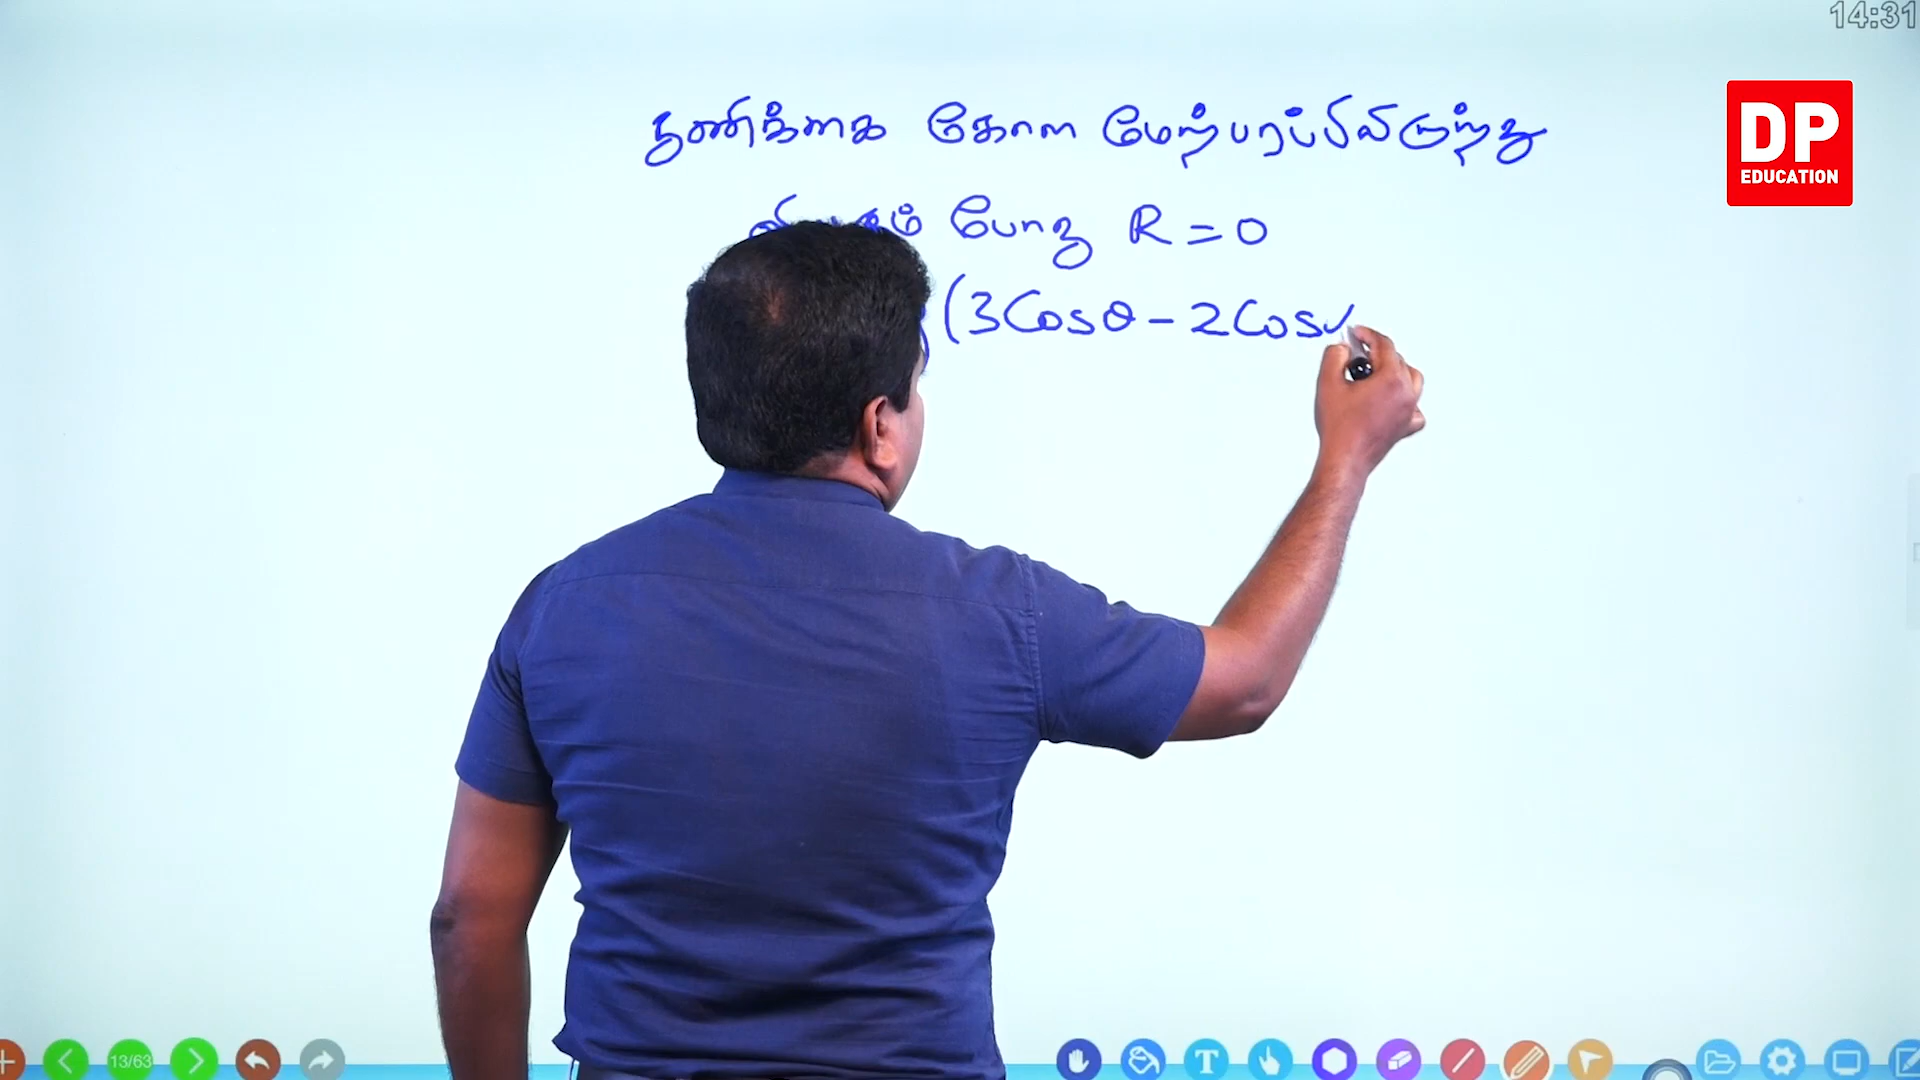 14:31
துணிக்கை கோள மேற்பரப்பிலிருந்து
DP
EDUCATION
போது R = 0
(3Cosθ - 2Cos
13/63
T